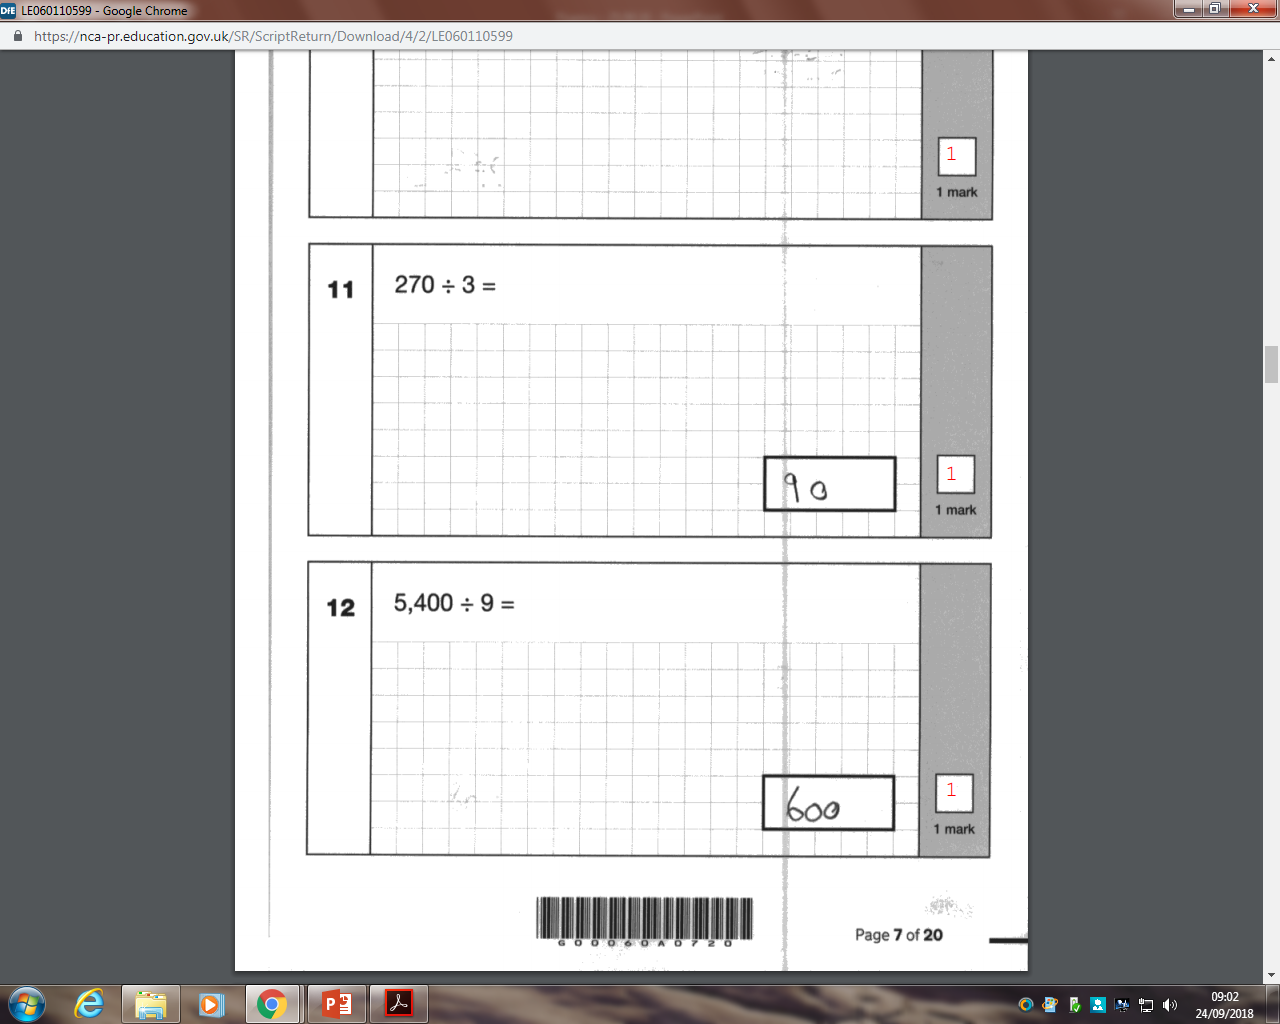 DfE LE060110599 - Google Chrome
https://nca-pr.education.gov.uk/SR/ScriptReturn/Download/4/2/LE060110599
1
1 mark
11
270 ÷ 3 =
90
1
1 mark
12
5,400 ÷ 9 =
600
1
1 mark
G00060A0720
Page 7 of 20
09:02
24/09/2018